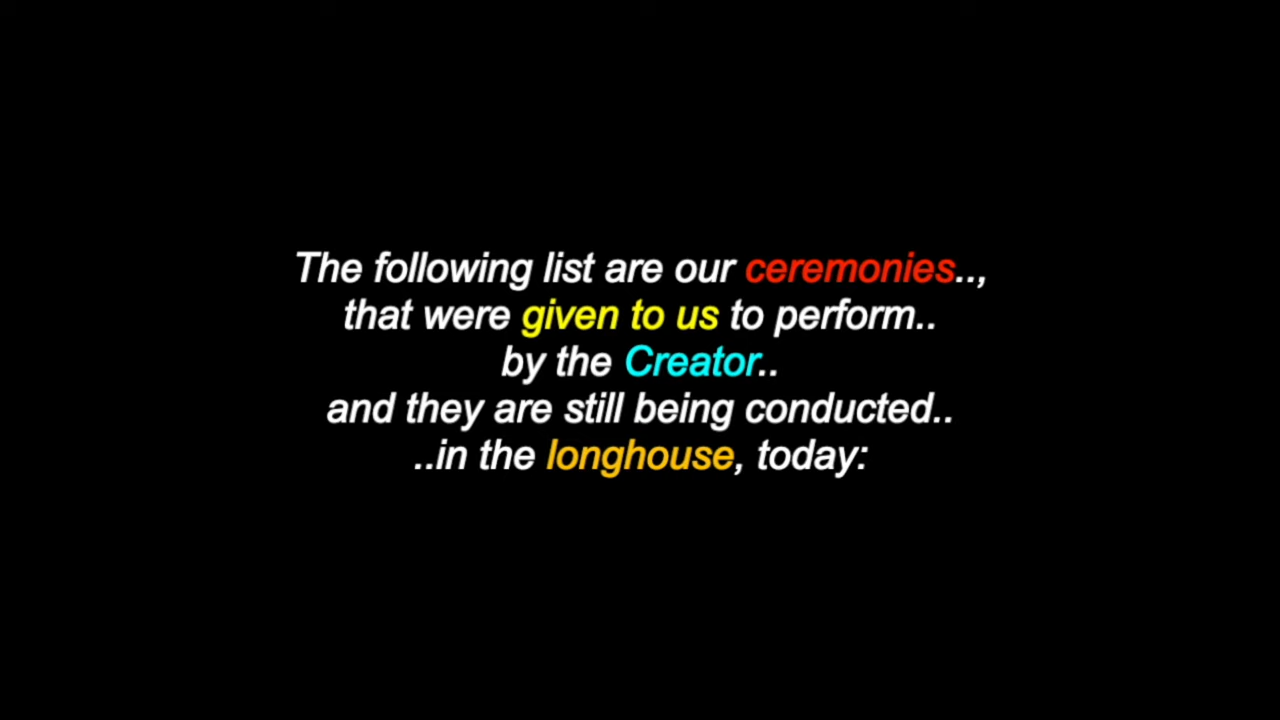 The following list are our ceremonies..,
that were given to us to perform..
by the Creator..
and they are still being conducted..
..in the longhouse, today: